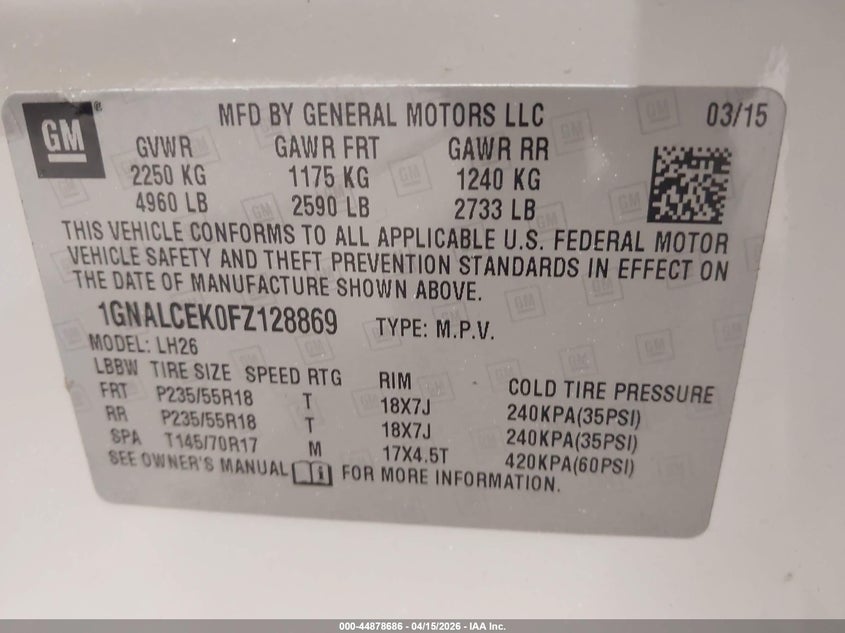 GM® MFD BY GENERAL MOTORS LLC 03/15
GVWR GAWR FRT GAWR RR
2250 KG 1175 KG 1240 KG
4960 LB 2590 LB 2733 LB
THIS VEHICLE CONFORMS TO ALL APPLICABLE U.S. FEDERAL MOTOR
VEHICLE SAFETY AND THEFT PREVENTION STANDARDS IN EFFECT ON
THE DATE OF MANUFACTURE SHOWN ABOVE.
1GNALCEK0FZ128869 TYPE: M.P.V.
MODEL: LH26
LBBW TIRE SIZE SPEED RTG RIM COLD TIRE PRESSURE
FRT P235/55R18 T 18X7J 240KPA(35PSI)
RR P235/55R18 T 18X7J 240KPA(35PSI)
SPA T145/70R17 M 17X4.5T 420KPA(60PSI)
SEE OWNER'S MANUAL FOR MORE INFORMATION.
000-44878686 - 04/15/2026 - IAA Inc.